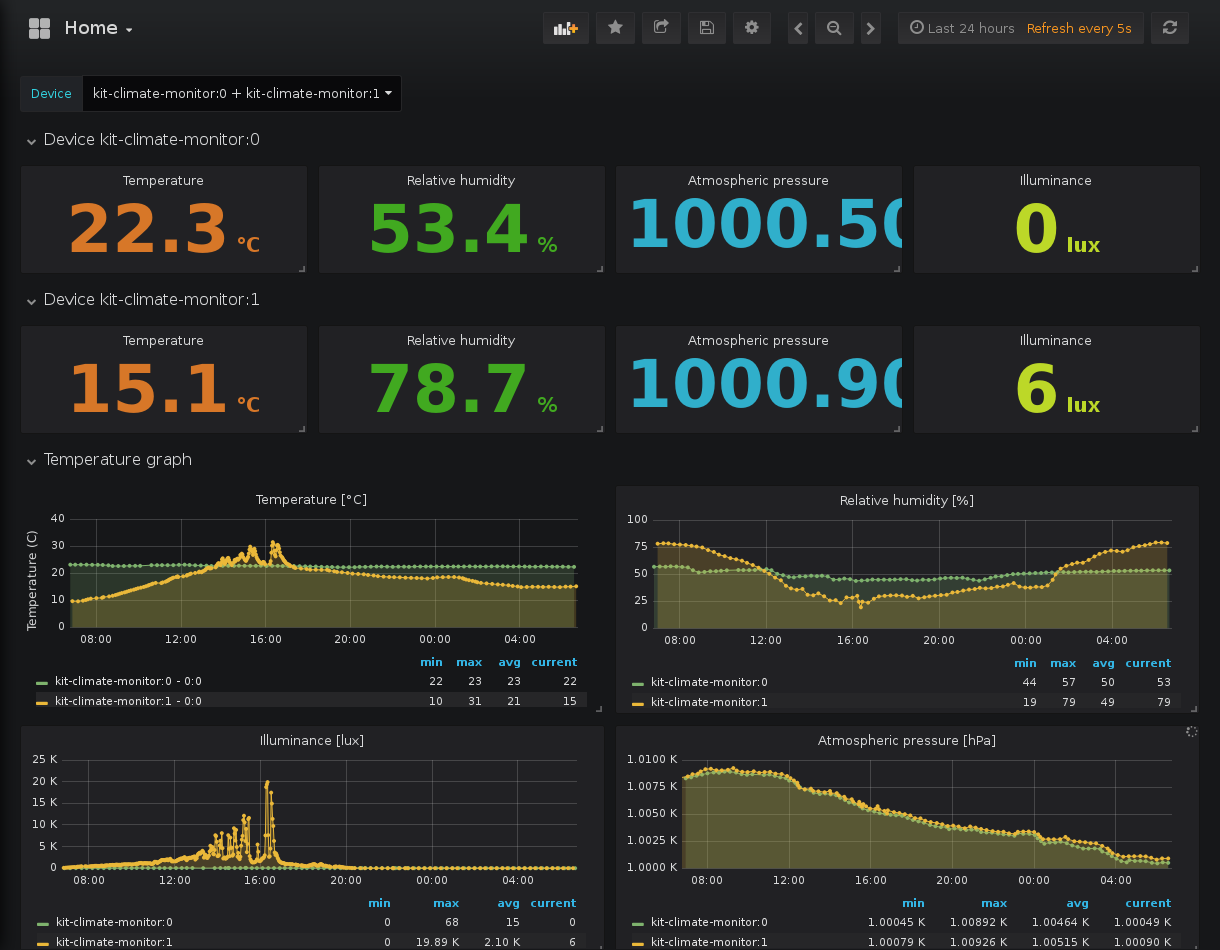 Home
Last 24 hours Refresh every 5s
Device kit-climate-monitor:0 + kit-climate-monitor:1
Device kit-climate-monitor:0
Temperature Relative humidity Atmospheric pressure Illuminance
22.3 °C 53.4 % 1000.50 0 lux
Device kit-climate-monitor:1
Temperature Relative humidity Atmospheric pressure Illuminance
15.1 °C 78.7 % 1000.90 6 lux
Temperature graph
Temperature [°C]
Temperature (C)
40
30
20
10
0
08:00 12:00 16:00 20:00 00:00 04:00
min max avg current
kit-climate-monitor:0 - 0:0 22 23 23 22
kit-climate-monitor:1 - 0:0 10 31 21 15
Relative humidity [%]
100
75
50
25
0
08:00 12:00 16:00 20:00 00:00 04:00
min max avg current
kit-climate-monitor:0 44 57 50 53
kit-climate-monitor:1 19 79 49 79
Illuminance [lux]
25 K
20 K
15 K
10 K
5 K
0
08:00 12:00 16:00 20:00 00:00 04:00
min max avg current
kit-climate-monitor:0 0 68 15 0
kit-climate-monitor:1 0 19.89 K 2.10 K 6
Atmospheric pressure [hPa]
1.0100 K
1.0075 K
1.0050 K
1.0025 K
1.0000 K
08:00 12:00 16:00 20:00 00:00 04:00
min max avg current
kit-climate-monitor:0 1.00045 K 1.00892 K 1.00464 K 1.00049 K
kit-climate-monitor:1 1.00079 K 1.00926 K 1.00515 K 1.00090 K